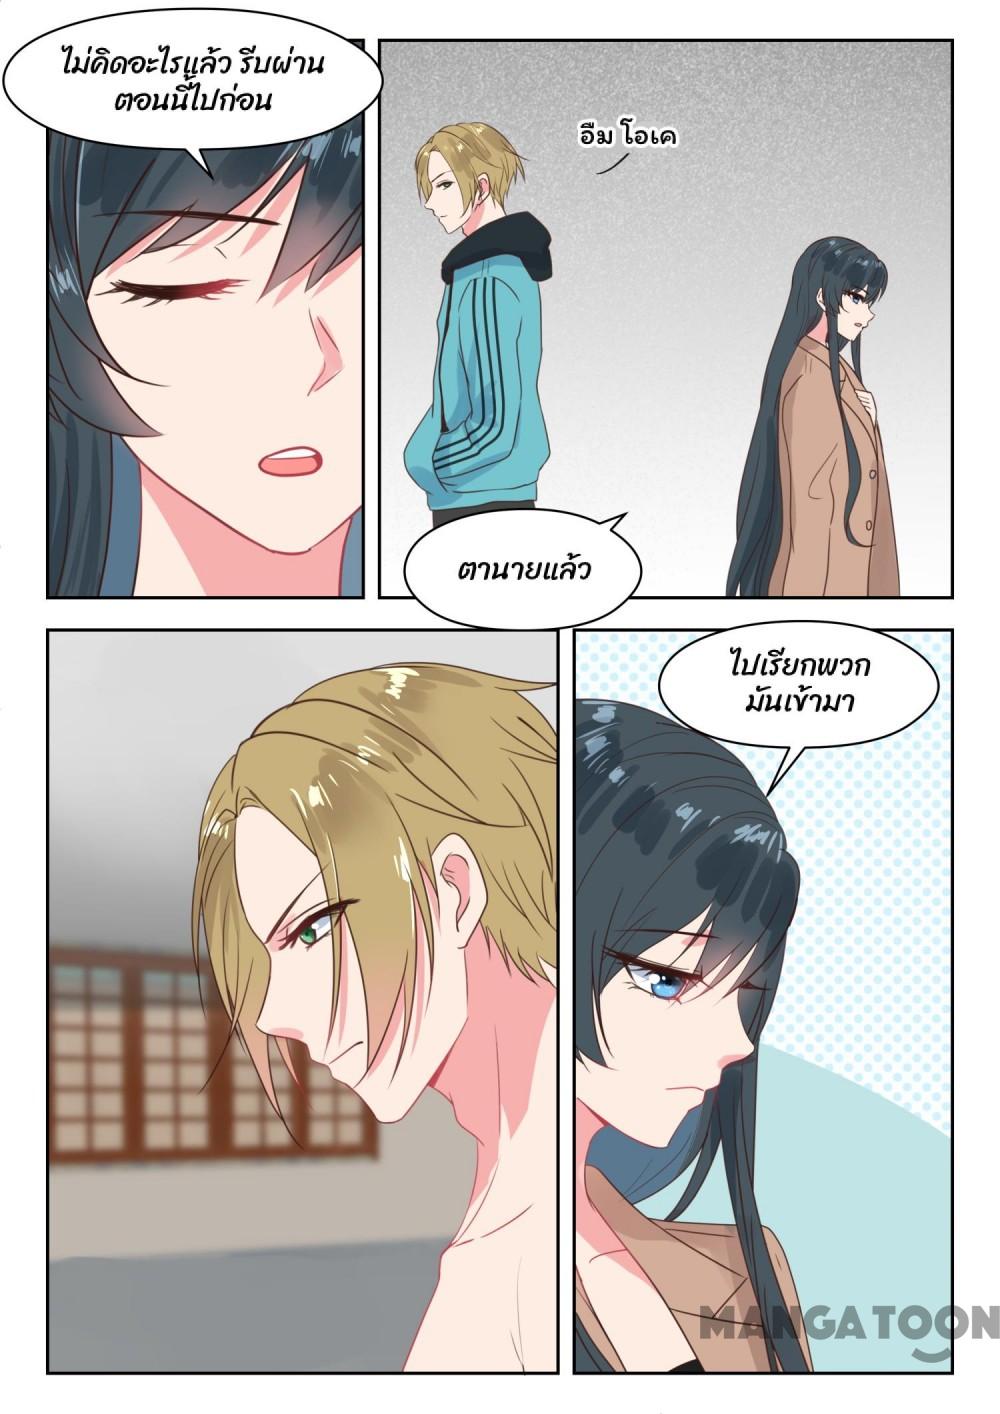 ไม่คิดอะไรแล้ว รีบผ่าน
ตอนนี้ไปก่อน
อืม โอเค
ตานายแล้ว
ไปเรียกพวก
มันเข้ามา
MANGATOON